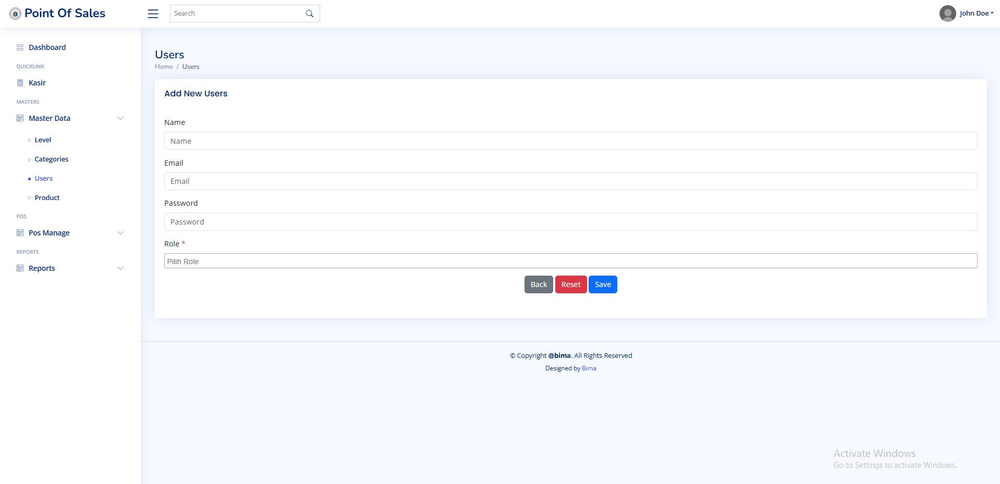 Point Of Sales
Search
John Doe
Dashboard
QUICKLINK
Kasir
MASTERS
Master Data
Level
Categories
Users
Product
POS
Pos Manage
REPORTS
Reports
Users
Home / Users
Add New Users
Name
Name
Email
Email
Password
Password
Role *
Pilih Role
Back Reset Save
© Copyright @bima. All Rights Reserved
Designed by Bima
Activate Windows
Go to Settings to activate Windows.